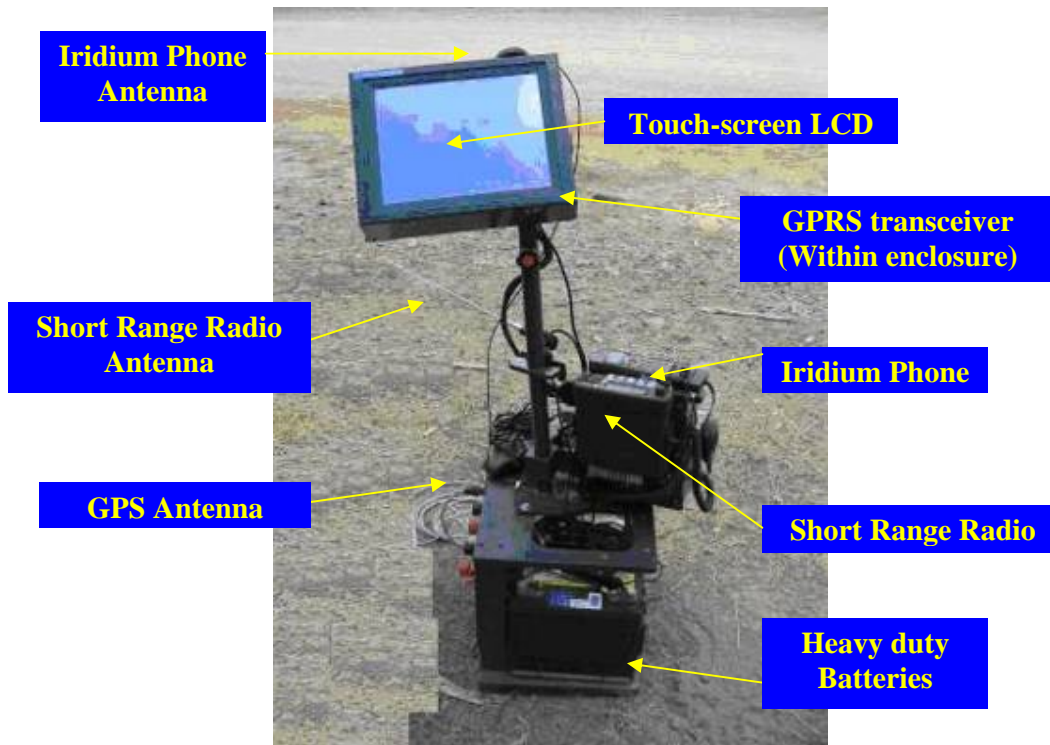 Iridium Phone
Antenna
Touch-screen LCD
GPRS transceiver
(Within enclosure)
Short Range Radio
Antenna
Iridium Phone
GPS Antenna
Short Range Radio
Heavy duty
Batteries